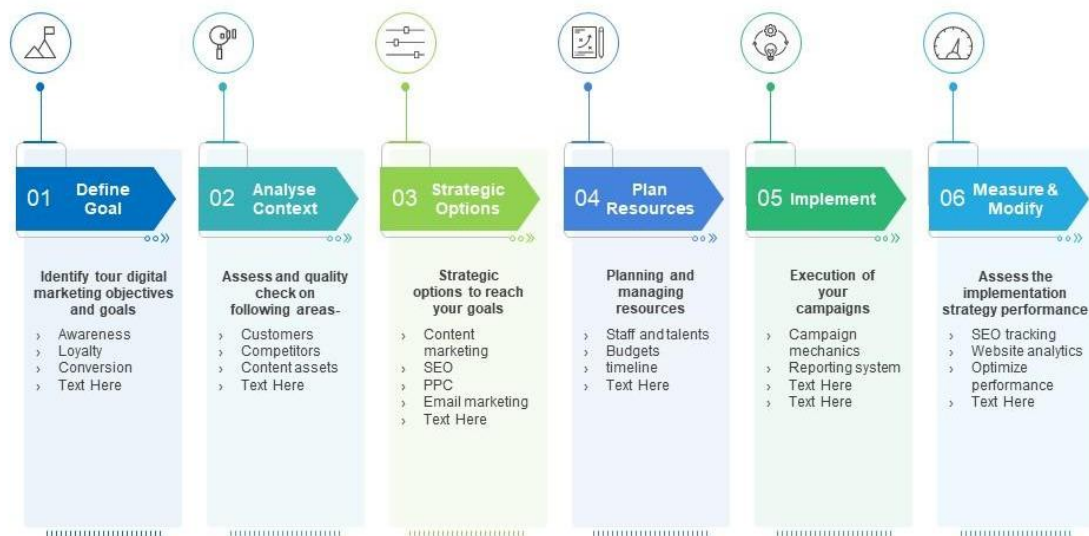 01
Define
Goal
Identify tour digital
marketing objectives
and goals
› Awareness
› Loyalty
› Conversion
› Text Here
02
Analyse
Context
Assess and quality
check on
following areas-
› Customers
› Competitors
› Content assets
› Text Here
03
Strategic
Options
Strategic
options to reach
your goals
› Content
marketing
› SEO
› PPC
› Email marketing
› Text Here
04
Plan
Resources
Planning and
managing
resources
› Staff and talents
› Budgets
› timeline
› Text Here
05
Implement
Execution of
your
campaigns
› Campaign
mechanics
› Reporting system
› Text Here
› Text Here
06
Measure &
Modify
Assess the
implementation
strategy performance
› SEO tracking
› Website analytics
› Optimize
performance
› Text Here